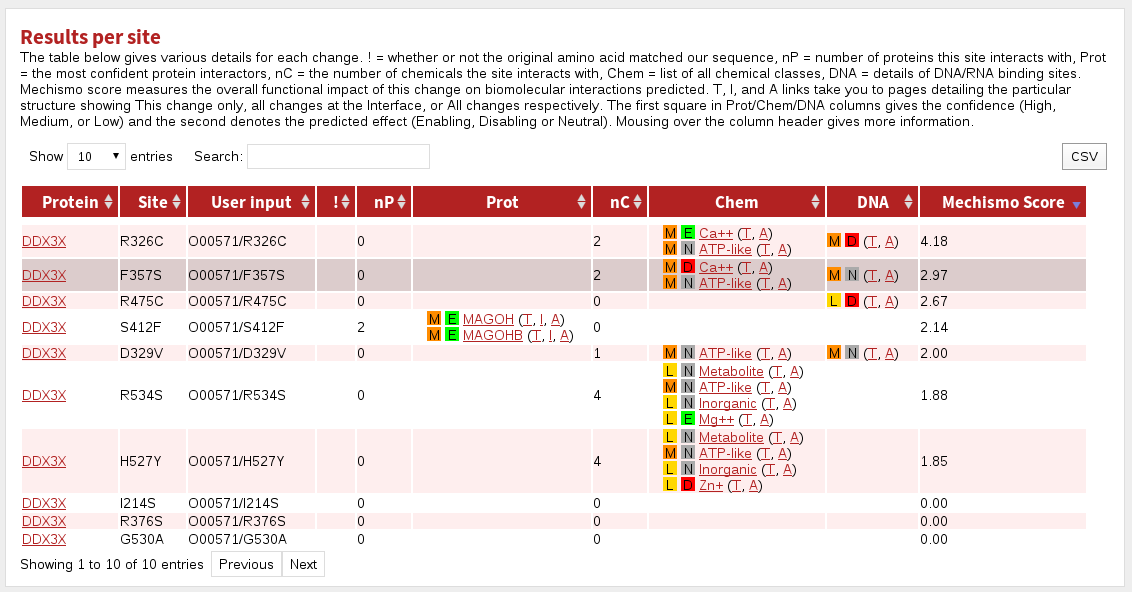 Results per site
The table below gives various details for each change. ! = whether or not the original amino acid matched our sequence, nP = number of proteins this site interacts with, Prot
= the most confident protein interactors, nC = the number of chemicals the site interacts with, Chem = list of all chemical classes, DNA = details of DNA/RNA binding sites.
Mechismo score measures the overall functional impact of this change on biomolecular interactions predicted. T, I, and A links take you to pages detailing the particular
structure showing This change only, all changes at the Interface, or All changes respectively. The first square in Prot/Chem/DNA columns gives the confidence (High,
Medium, or Low) and the second denotes the predicted effect (Enabling, Disabling or Neutral). Mousing over the column header gives more information.
Show 10 entries Search: CSV
Protein Site User input ! nP Prot nC Chem DNA Mechismo Score
DDX3X R326C O00571/R326C 0 2 M E Ca++ (T, A) M D (T, A) 4.18
M N ATP-like (T, A)
DDX3X F357S O00571/F357S 0 2 M D Ca++ (T, A) M N (T, A) 2.97
M N ATP-like (T, A)
DDX3X R475C O00571/R475C 0 0 L D (T, A) 2.67
DDX3X S412F O00571/S412F 2 M E MAGOH (T, I, A) 0 2.14
M E MAGOHB (T, I, A)
DDX3X D329V O00571/D329V 0 1 M N ATP-like (T, A) M N (T, A) 2.00
DDX3X R534S O00571/R534S 0 4 L N Metabolite (T, A) 1.88
M N ATP-like (T, A)
L N Inorganic (T, A)
L E Mg++ (T, A)
DDX3X H527Y O00571/H527Y 0 4 L N Metabolite (T, A) 1.85
M N ATP-like (T, A)
L N Inorganic (T, A)
L D Zn+ (T, A)
DDX3X I214S O00571/I214S 0 0 0.00
DDX3X R376S O00571/R376S 0 0 0.00
DDX3X G530A O00571/G530A 0 0 0.00
Showing 1 to 10 of 10 entries Previous Next